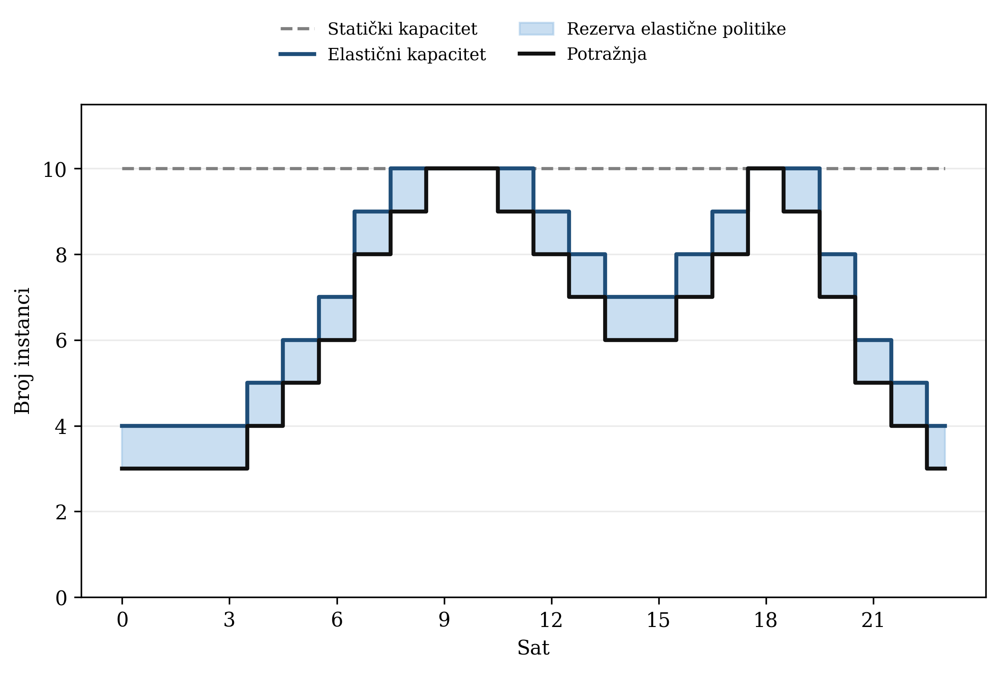 Statički kapacitet
Elastični kapacitet
Rezerva elastične politike
Potražnja
Broj instanci
10
8
6
4
2
0
0 3 6 9 12 15 18 21
Sat